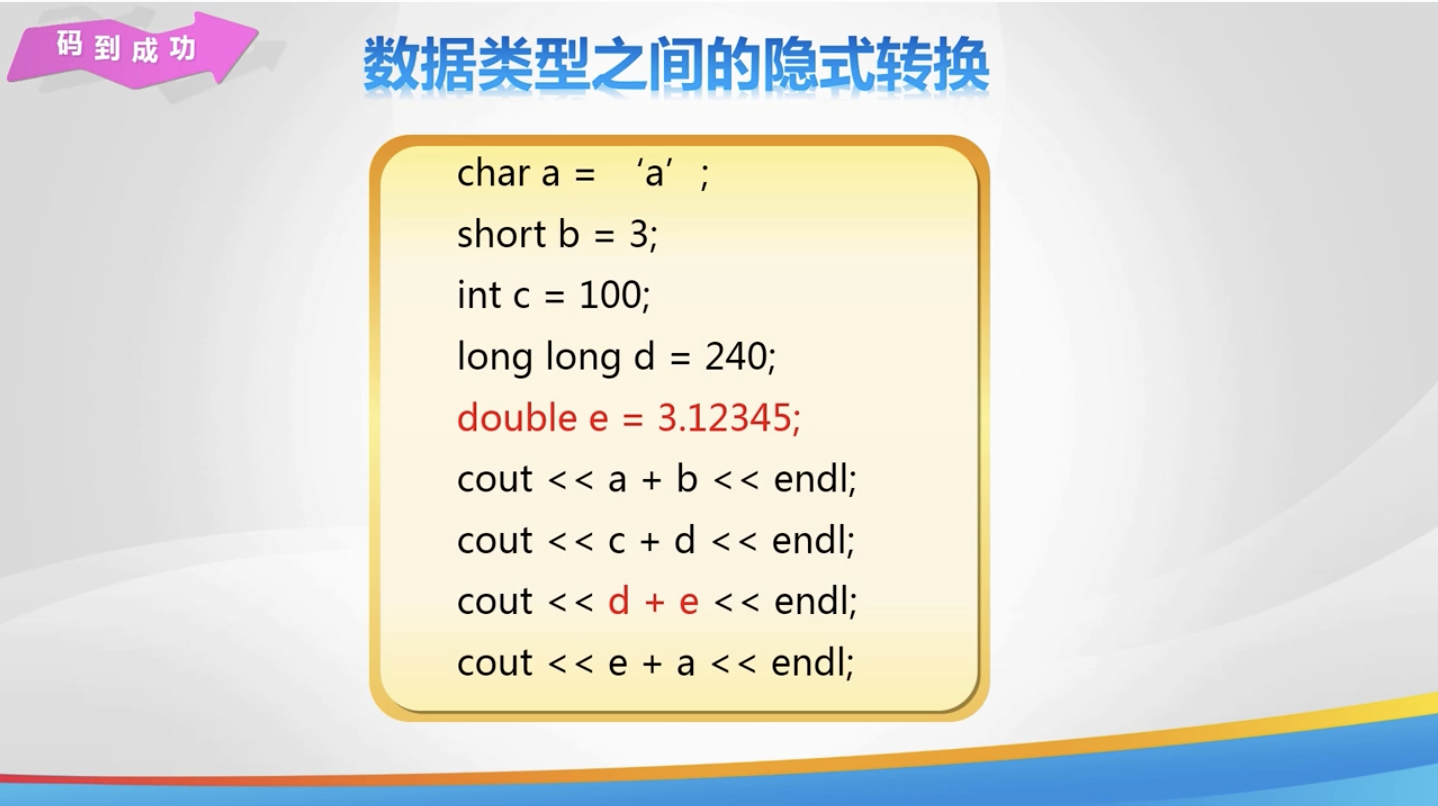 码到成功
数据类型之间的隐式转换
char a = ‘a’;
short b = 3;
int c = 100;
long long d = 240;
double e = 3.12345;
cout << a + b << endl;
cout << c + d << endl;
cout << d + e << endl;
cout << e + a << endl;